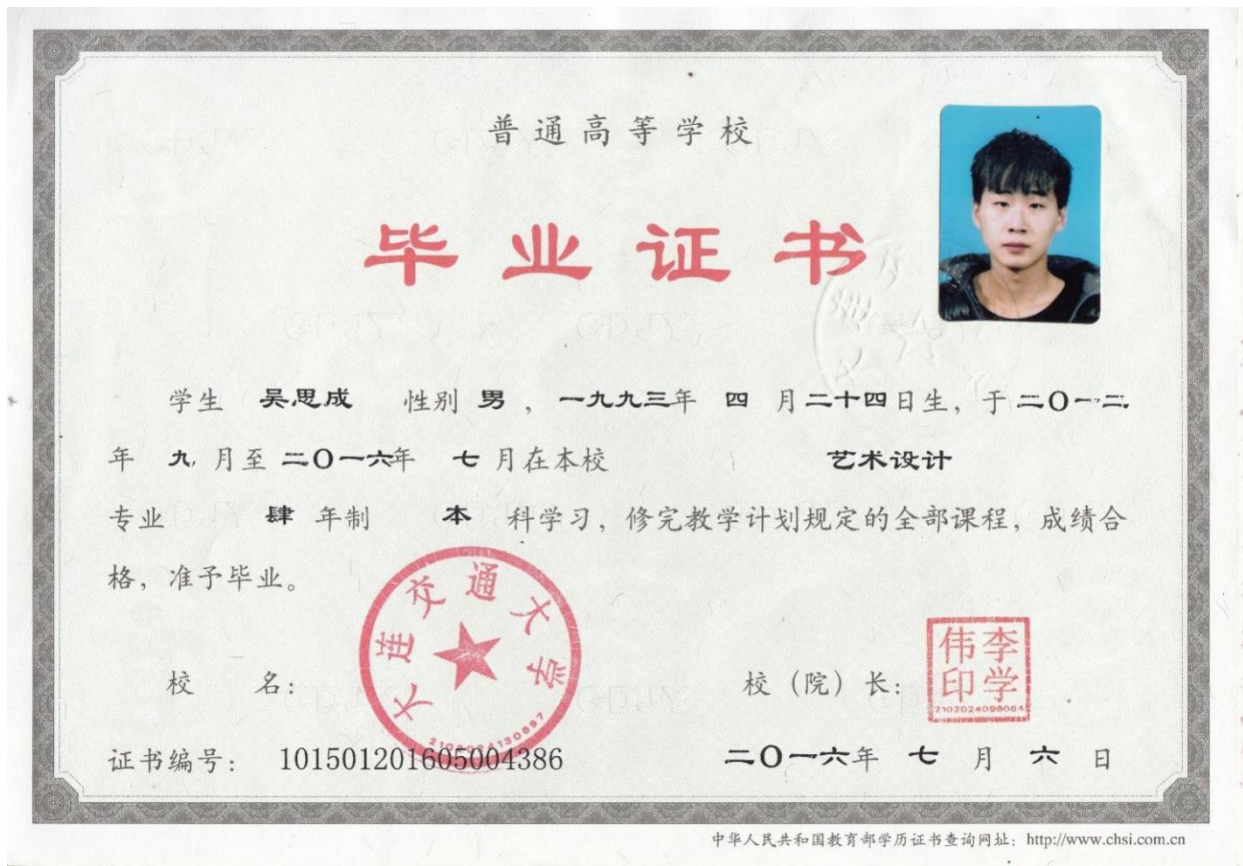 普通高等学校
毕业证书
学生 吴思成 性别 男 ，一九九三年 四 月二十四日生，于二〇一二
年 九 月至 二〇一六年 七 月在本校 艺术设计
专业 肆 年制 本 科学习，修完教学计划规定的全部课程，成绩合
格，准予毕业。
大连交通大学
2102024130897
校 名：
校（院）长：
李学伟印
证书编号： 101501201605004386
二〇一六年 七 月 六 日
中华人民共和国教育部学历证书查询网址：http://www.chsi.com.cn